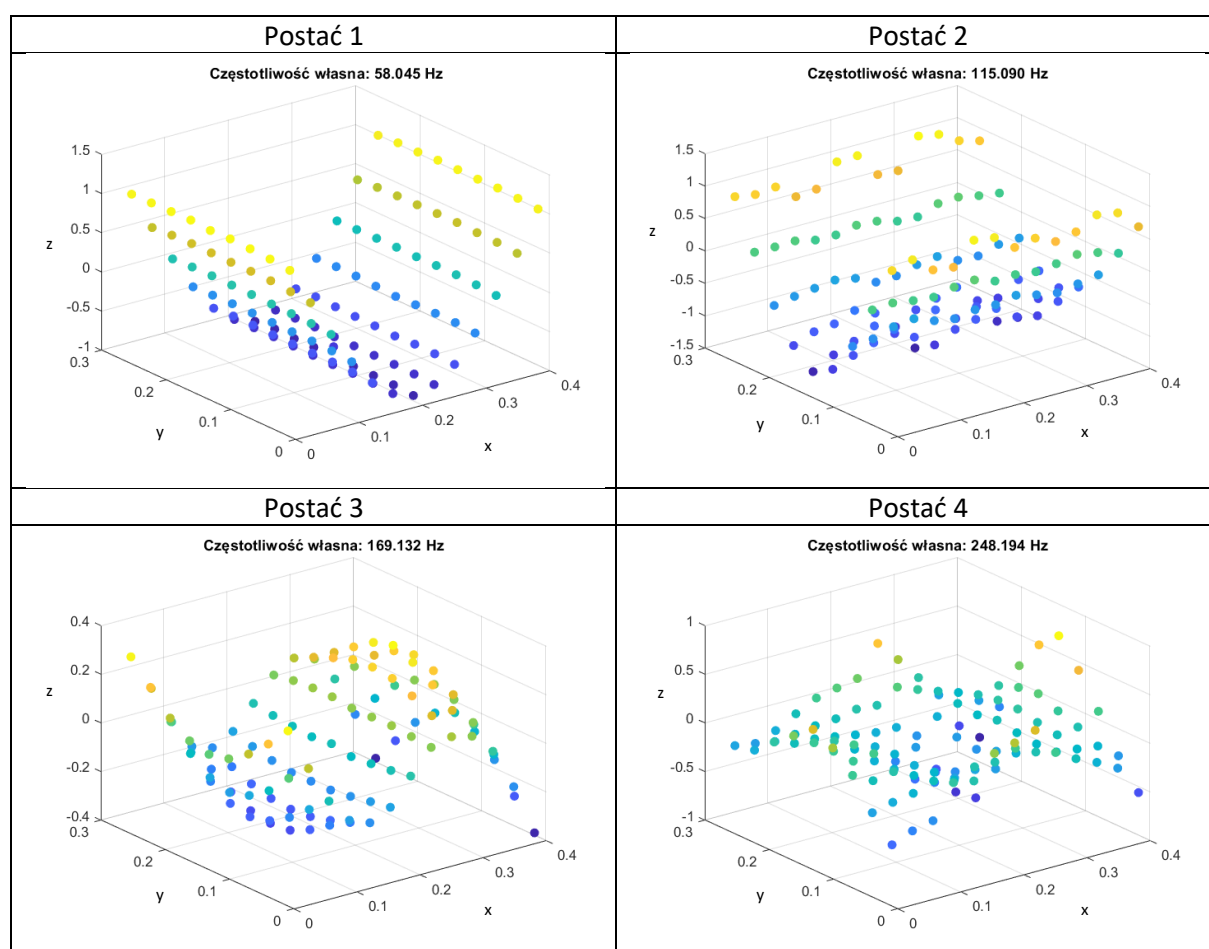 Postać 1
Postać 2
Częstotliwość własna: 58.045 Hz
1.5
1
0.5
0
-0.5
-1
z
0.3
0.2
0.1
0
y
0
0.1
0.2
0.3
0.4
x
Częstotliwość własna: 115.090 Hz
1.5
1
0.5
0
-0.5
-1
-1.5
z
0.3
0.2
0.1
0
y
0
0.1
0.2
0.3
0.4
x
Postać 3
Postać 4
Częstotliwość własna: 169.132 Hz
0.4
0.2
0
-0.2
-0.4
z
0.3
0.2
0.1
0
y
0
0.1
0.2
0.3
0.4
x
Częstotliwość własna: 248.194 Hz
1
0.5
0
-0.5
-1
z
0.3
0.2
0.1
0
y
0
0.1
0.2
0.3
0.4
x